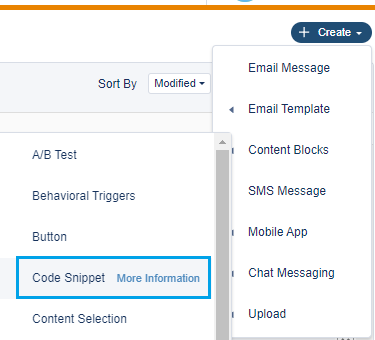 Create
Sort By Modified
Email Message
Email Template
Content Blocks
SMS Message
Mobile App
Chat Messaging
Upload
A/B Test
Behavioral Triggers
Button
Code Snippet More Information
Content Selection